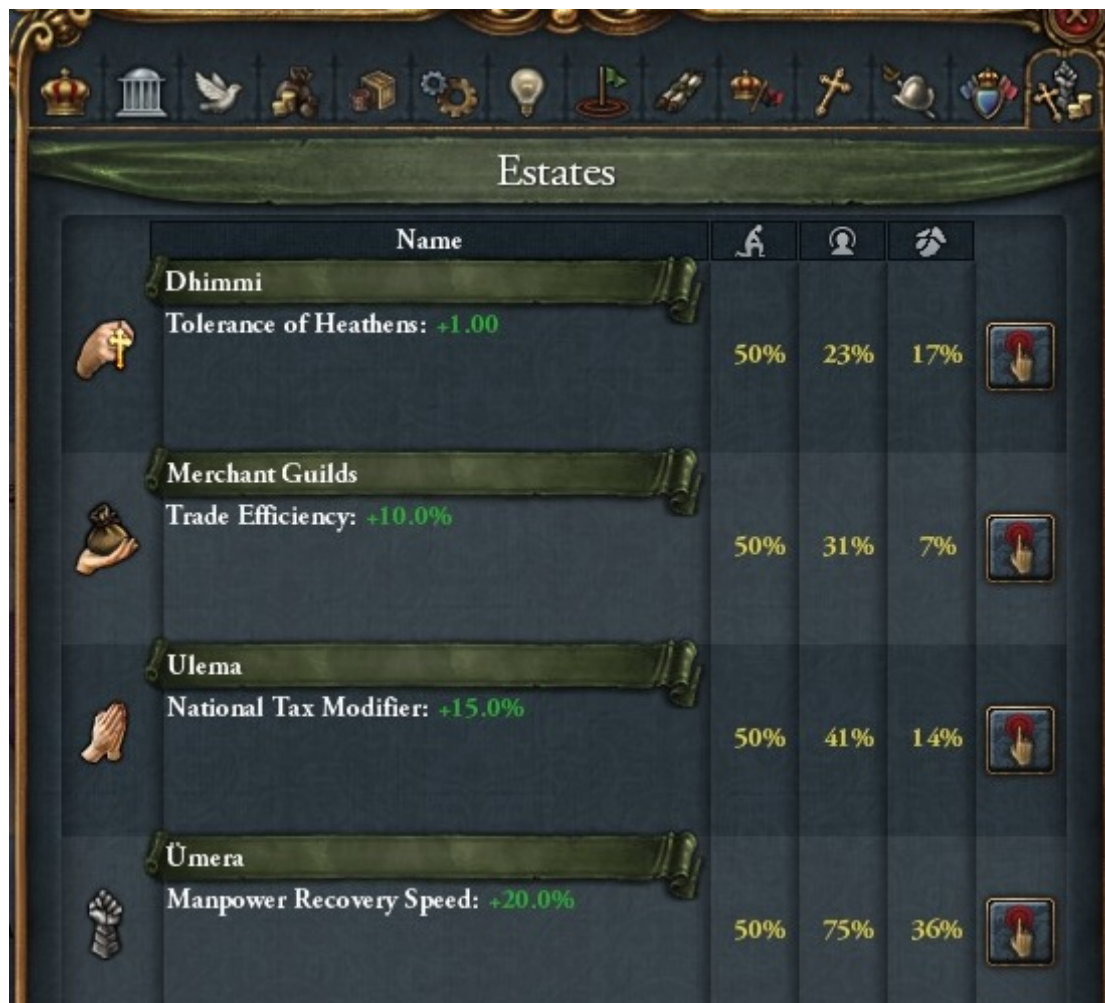 Estates
Name
Dhimmi
Tolerance of Heathens: +1.00
50% 23% 17%
Merchant Guilds
Trade Efficiency: +10.0%
50% 31% 7%
Ulema
National Tax Modifier: +15.0%
50% 41% 14%
Ümera
Manpower Recovery Speed: +20.0%
50% 75% 36%